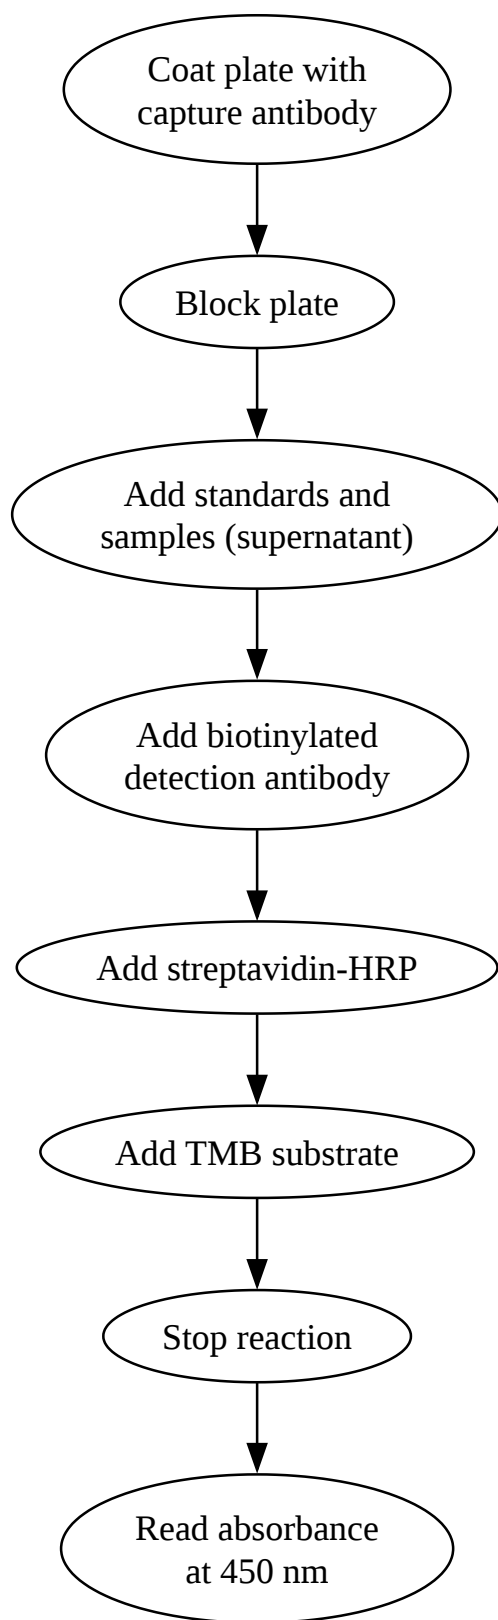 Coat plate with
capture antibody
Block plate
Add standards and
samples (supernatant)
Add biotinylated
detection antibody
Add streptavidin-HRP
Add TMB substrate
Stop reaction
Read absorbance
at 450 nm